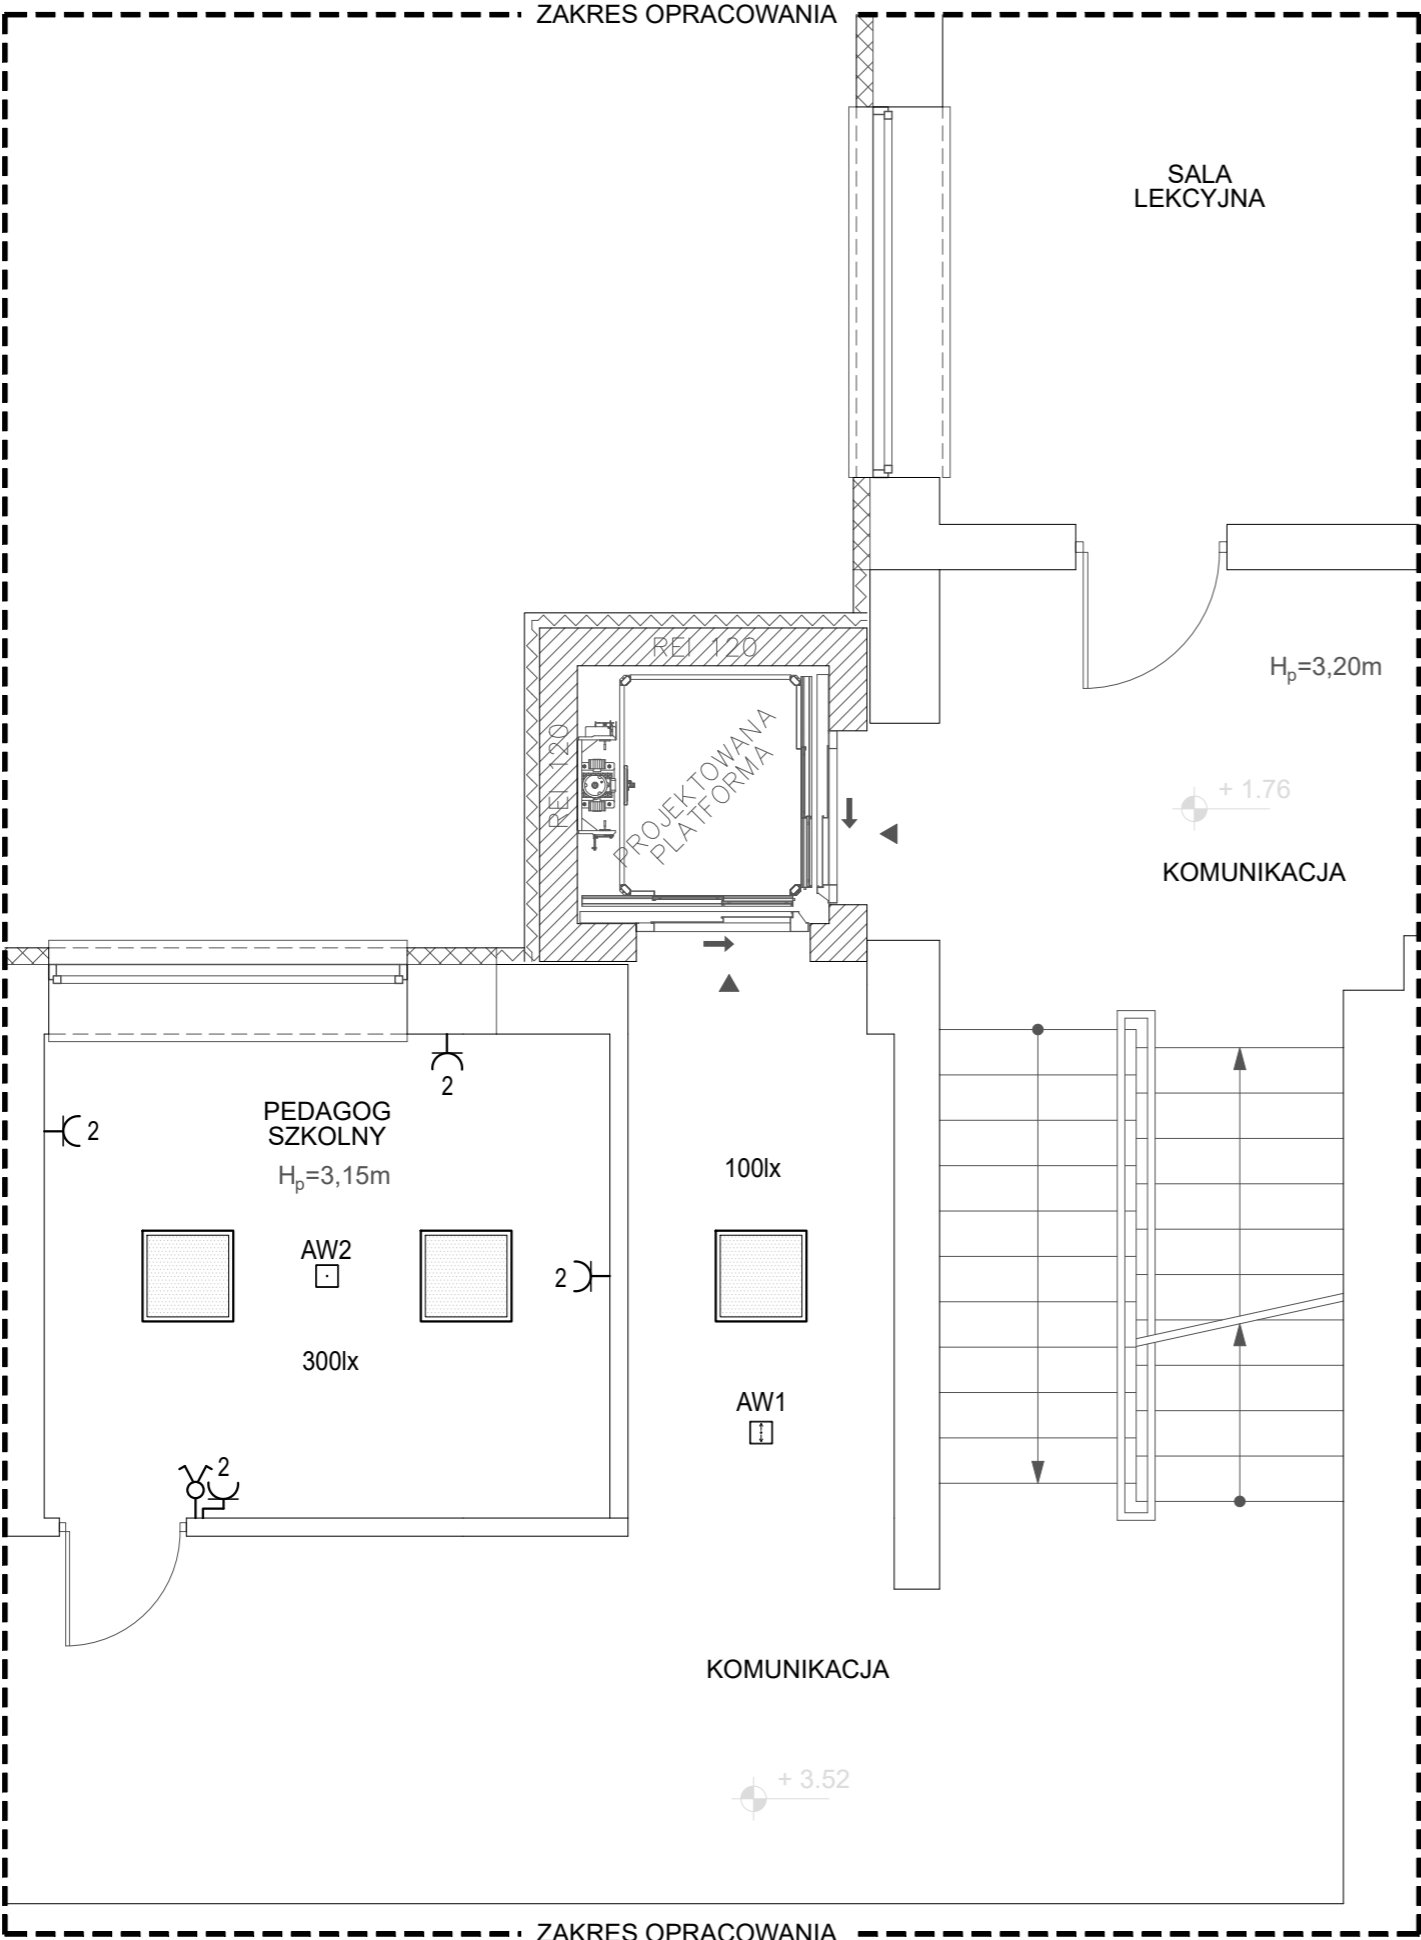 ZAKRES OPRACOWANIA
SALA
LEKCYJNA
REI 120
Hp=3,20m
REI 120
PROJEKTOWANA
PLATFORMA
+ 1.76
KOMUNIKACJA
2
PEDAGOG
SZKOLNY
2
Hp=3,15m
100lx
AW2
2
300lx
AW1
2
KOMUNIKACJA
+ 3.52
ZAKRES OPRACOWANIA